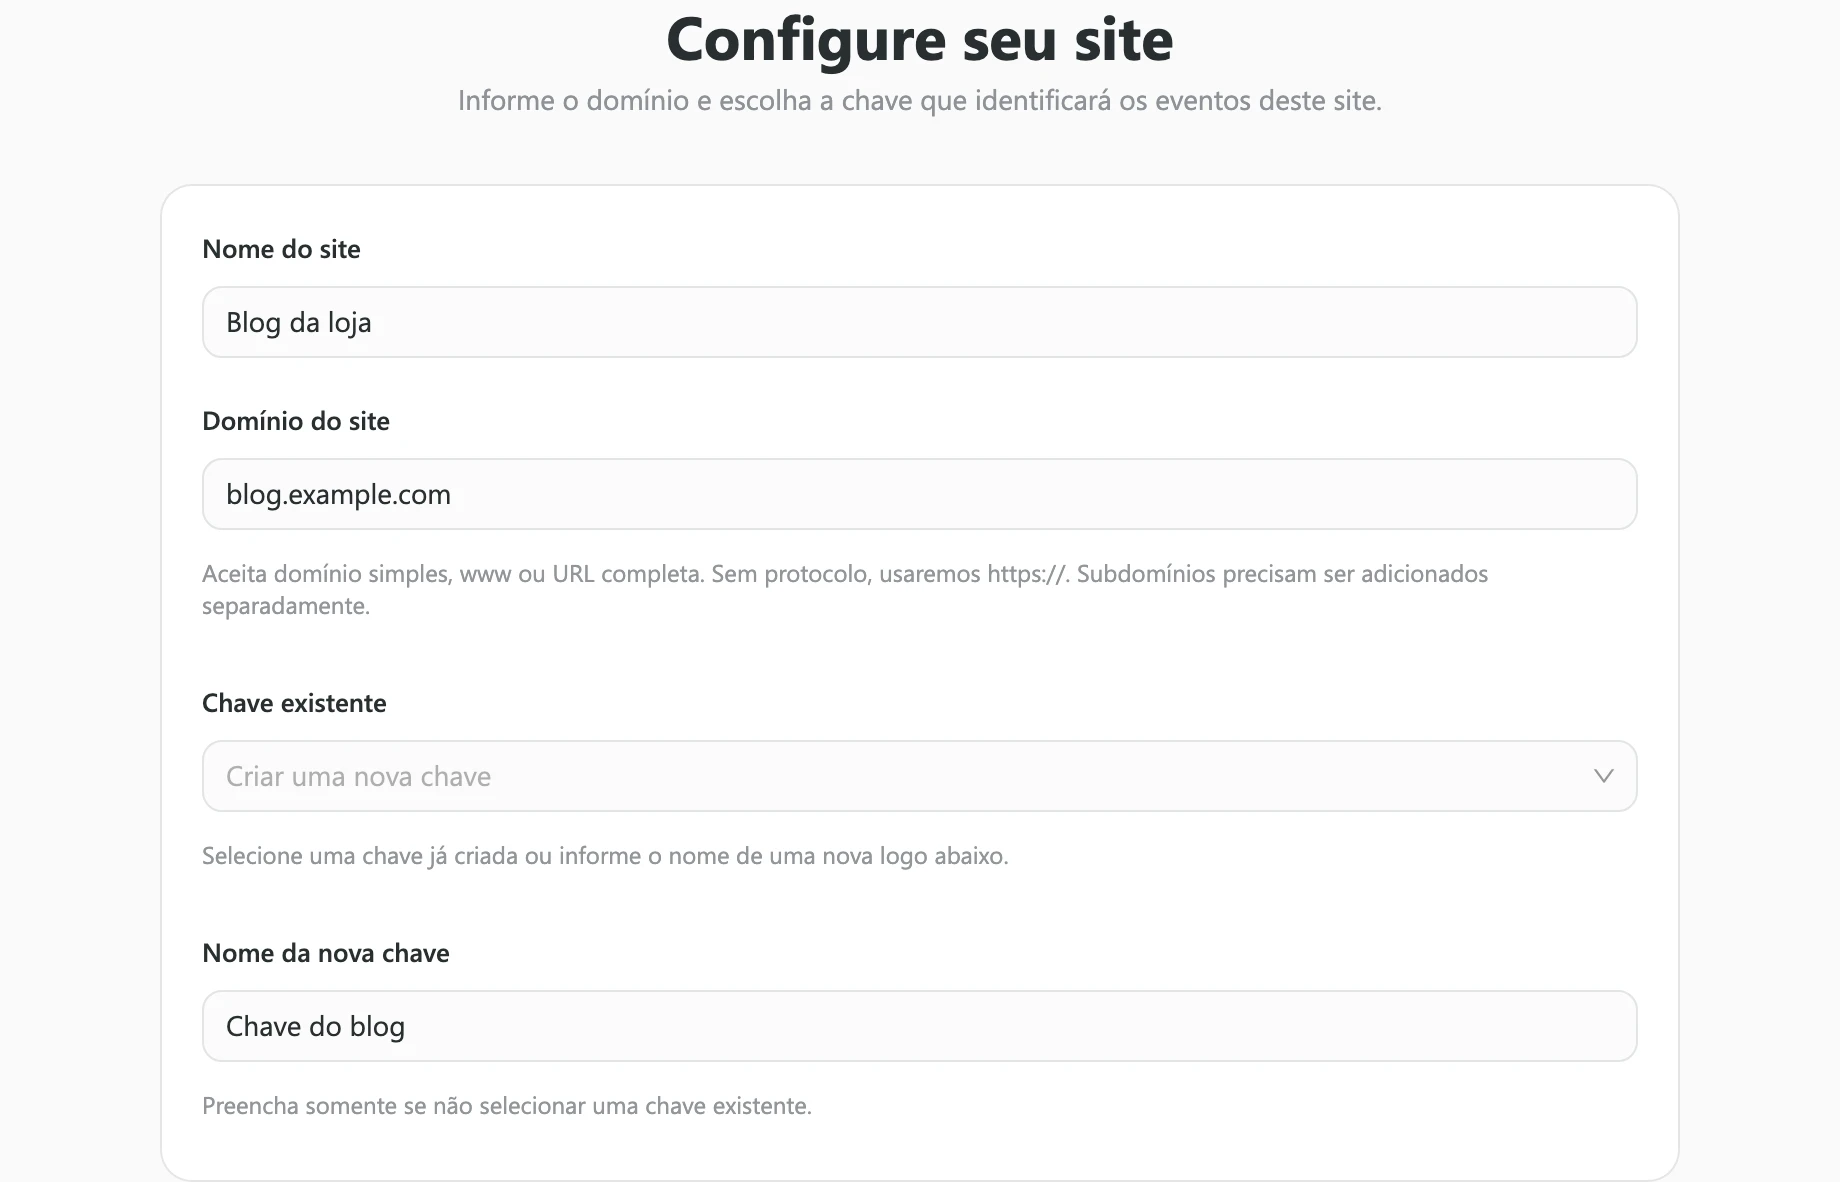 Configure seu site
Informe o domínio e escolha a chave que identificará os eventos deste site.
Nome do site
Blog da loja
Domínio do site
blog.example.com
Aceita domínio simples, www ou URL completa. Sem protocolo, usaremos https://. Subdomínios precisam ser adicionados
separadamente.
Chave existente
Criar uma nova chave
Selecione uma chave já criada ou informe o nome de uma nova logo abaixo.
Nome da nova chave
Chave do blog
Preencha somente se não selecionar uma chave existente.